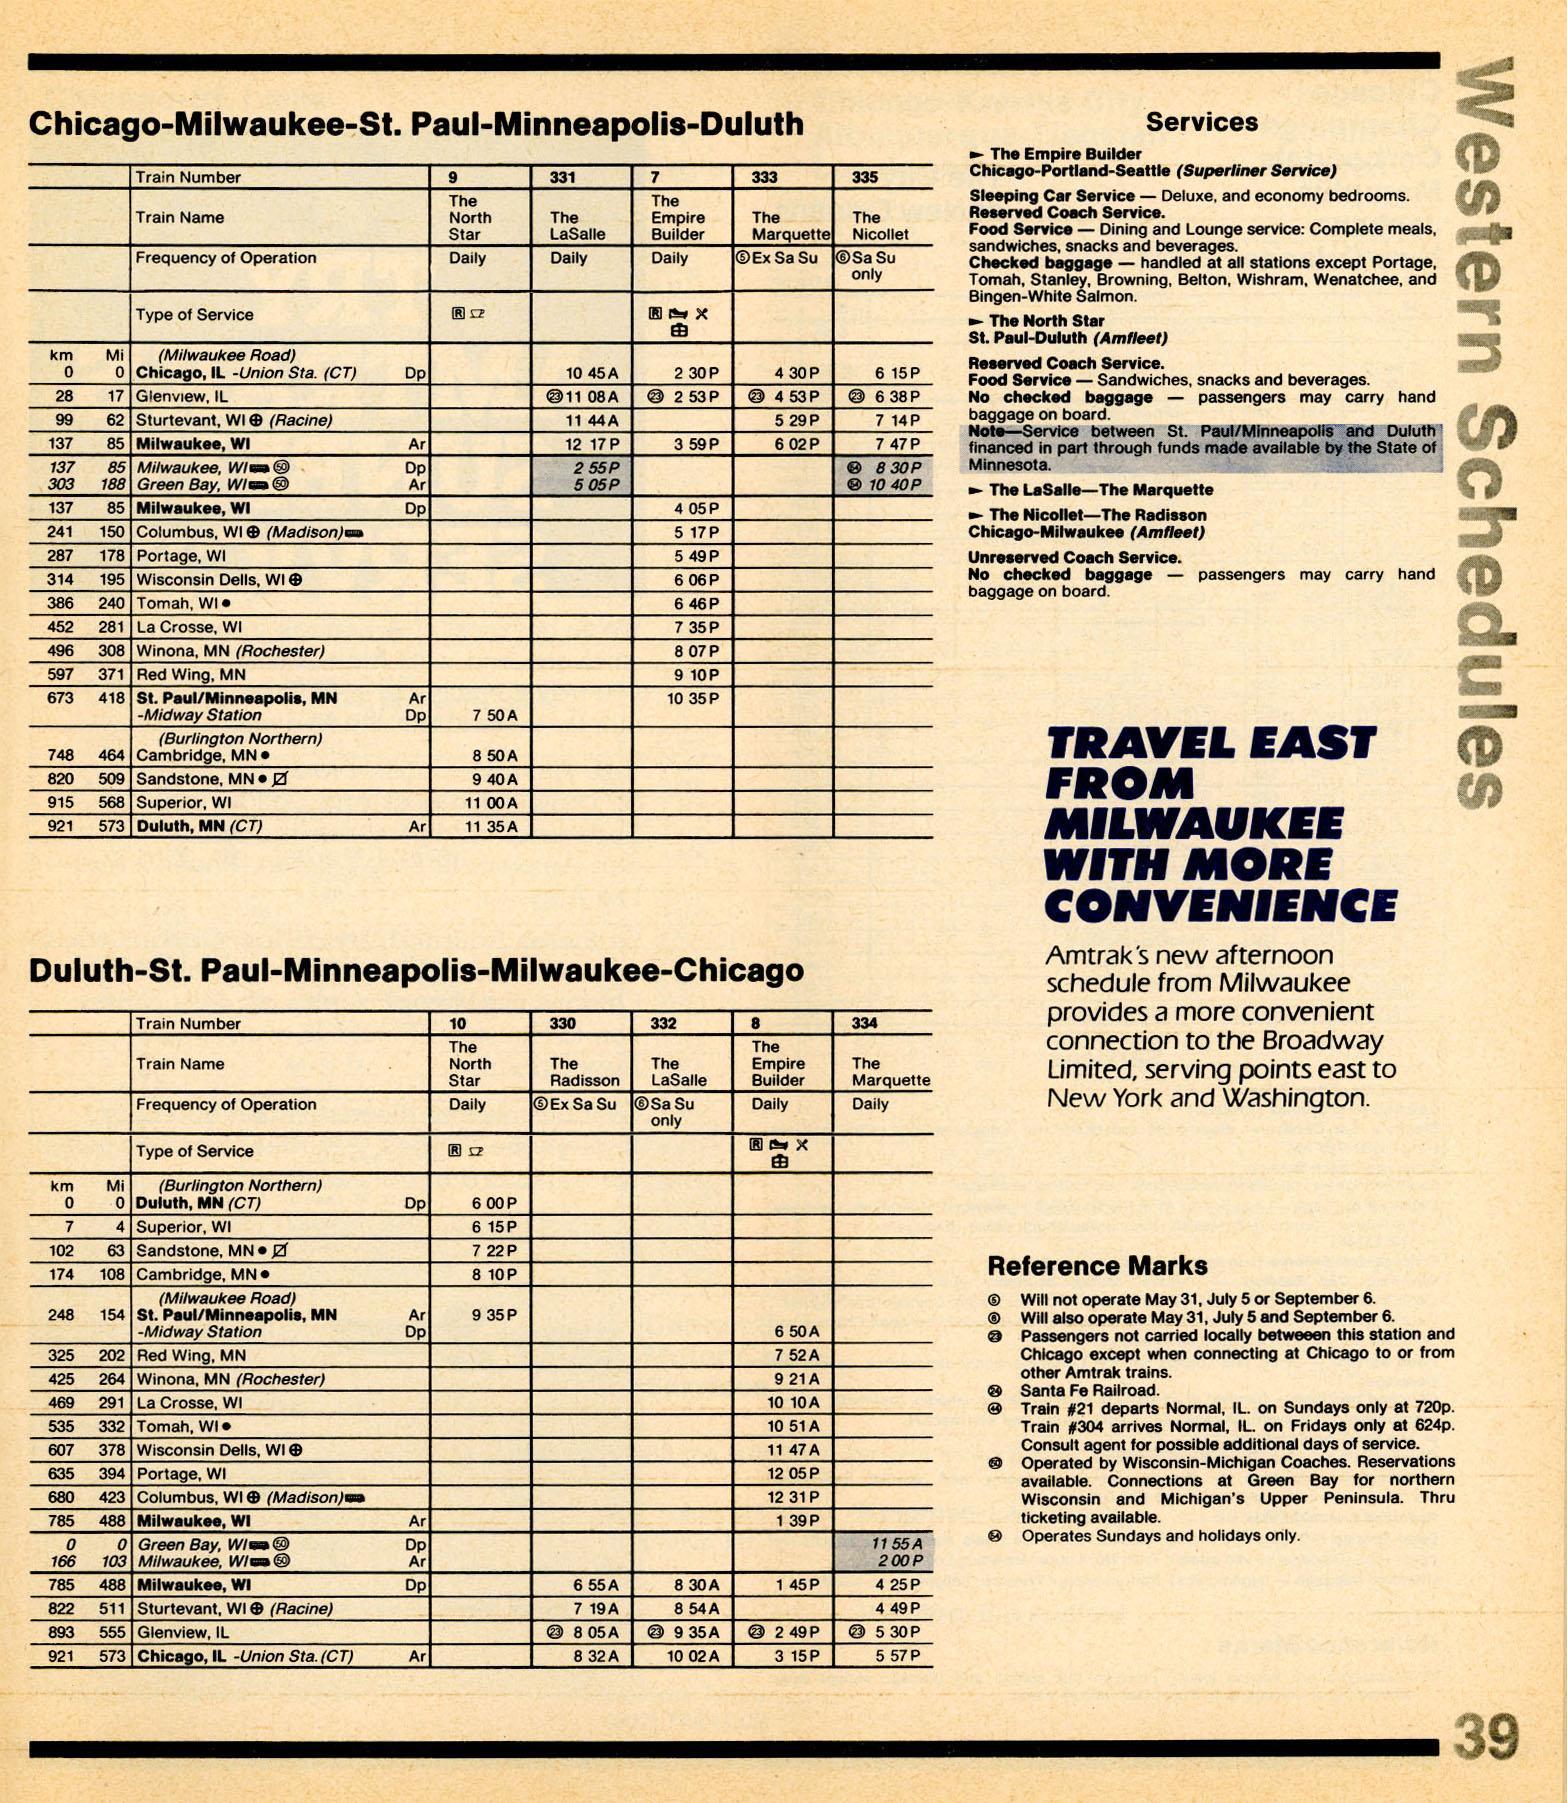 Western Schedules
Chicago-Milwaukee-St. Paul-Minneapolis-Duluth
Train Number 9 331 7 333 335
Train Name The North Star The LaSalle The Empire Builder The Marquette The Nicollet
Frequency of Operation Daily Daily Daily ⑤Ex Sa Su ⑥Sa Su only
Type of Service R R
km Mi (Milwaukee Road)
0 0 Chicago, IL -Union Sta. (CT) Dp 10 45A 2 30P 4 30P 6 15P
28 17 Glenview, IL ㉓11 08A ㉓ 2 53P ㉓ 4 53P ㉓ 6 38P
99 62 Sturtevant, WI ⊕ (Racine) 11 44A 5 29P 7 14P
137 85 Milwaukee, WI Ar 12 17P 3 59P 6 02P 7 47P
137 85 Milwaukee, WI ㊿ Dp 2 55P 8 30P
303 188 Green Bay, WI ㊿ Ar 5 05P 10 40P
137 85 Milwaukee, WI Dp 4 05P
241 150 Columbus, WI ⊕ (Madison) 5 17P
287 178 Portage, WI 5 49P
314 195 Wisconsin Dells, WI ⊕ 6 06P
386 240 Tomah, WI ● 6 46P
452 281 La Crosse, WI 7 35P
496 308 Winona, MN (Rochester) 8 07P
597 371 Red Wing, MN 9 10P
673 418 St. Paul/Minneapolis, MN Ar 10 35P
-Midway Station Dp 7 50A
(Burlington Northern)
748 464 Cambridge, MN ● 8 50A
820 509 Sandstone, MN ● 9 40A
915 568 Superior, WI 11 00A
921 573 Duluth, MN (CT) Ar 11 35A
Duluth-St. Paul-Minneapolis-Milwaukee-Chicago
Train Number 10 330 332 8 334
Train Name The North Star The Radisson The LaSalle The Empire Builder The Marquette
Frequency of Operation Daily ⑤Ex Sa Su ⑥Sa Su only Daily Daily
Type of Service R R
km Mi (Burlington Northern)
0 0 Duluth, MN (CT) Dp 6 00P
7 4 Superior, WI 6 15P
102 63 Sandstone, MN ● 7 22P
174 108 Cambridge, MN ● 8 10P
(Milwaukee Road)
248 154 St. Paul/Minneapolis, MN Ar 9 35P
-Midway Station Dp 6 50A
325 202 Red Wing, MN 7 52A
425 264 Winona, MN (Rochester) 9 21A
469 291 La Crosse, WI 10 10A
535 332 Tomah, WI ● 10 51A
607 378 Wisconsin Dells, WI ⊕ 11 47A
635 394 Portage, WI 12 05P
680 423 Columbus, WI ⊕ (Madison) 12 31P
785 488 Milwaukee, WI Ar 1 39P
0 0 Green Bay, WI ㊿ Dp 11 55A
166 103 Milwaukee, WI ㊿ Ar 2 00P
785 488 Milwaukee, WI Dp 6 55A 8 30A 1 45P 4 25P
822 511 Sturtevant, WI ⊕ (Racine) 7 19A 8 54A 4 49P
893 555 Glenview, IL ㉓ 8 05A ㉓ 9 35A ㉓ 2 49P ㉓ 5 30P
921 573 Chicago, IL -Union Sta. (CT) Ar 8 32A 10 02A 3 15P 5 57P
Services
► The Empire Builder
Chicago-Portland-Seattle (Superliner Service)
Sleeping Car Service — Deluxe, and economy bedrooms.
Reserved Coach Service.
Food Service — Dining and Lounge service: Complete meals,
sandwiches, snacks and beverages.
Checked baggage — handled at all stations except Portage,
Tomah, Stanley, Browning, Belton, Wishram, Wenatchee, and
Bingen-White Salmon.
► The North Star
St. Paul-Duluth (Amfleet)
Reserved Coach Service.
Food Service — Sandwiches, snacks and beverages.
No checked baggage — passengers may carry hand
baggage on board.
Note—Service between St. Paul/Minneapolis and Duluth
financed in part through funds made available by the State of
Minnesota.
► The LaSalle—The Marquette
► The Nicollet—The Radisson
Chicago-Milwaukee (Amfleet)
Unreserved Coach Service.
No checked baggage — passengers may carry hand
baggage on board.
TRAVEL EAST
FROM
MILWAUKEE
WITH MORE
CONVENIENCE
Amtrak's new afternoon
schedule from Milwaukee
provides a more convenient
connection to the Broadway
Limited, serving points east to
New York and Washington.
Reference Marks
⑤ Will not operate May 31, July 5 or September 6.
⑥ Will also operate May 31, July 5 and September 6.
㉓ Passengers not carried locally betweeen this station and
Chicago except when connecting at Chicago to or from
other Amtrak trains.
Santa Fe Railroad.
Train #21 departs Normal, IL. on Sundays only at 720p.
Train #304 arrives Normal, IL. on Fridays only at 624p.
Consult agent for possible additional days of service.
㊿ Operated by Wisconsin-Michigan Coaches. Reservations
available. Connections at Green Bay for northern
Wisconsin and Michigan's Upper Peninsula. Thru
ticketing available.
Operates Sundays and holidays only.
39